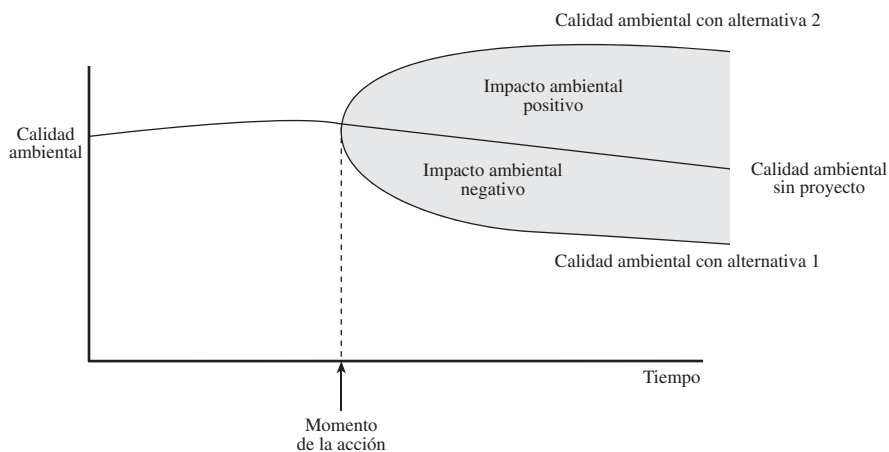 Calidad ambiental con alternativa 2
Impacto ambiental
positivo
Calidad
ambiental
Impacto ambiental
negativo
Calidad ambiental
sin proyecto
Calidad ambiental con alternativa 1
Tiempo
Momento
de la acción